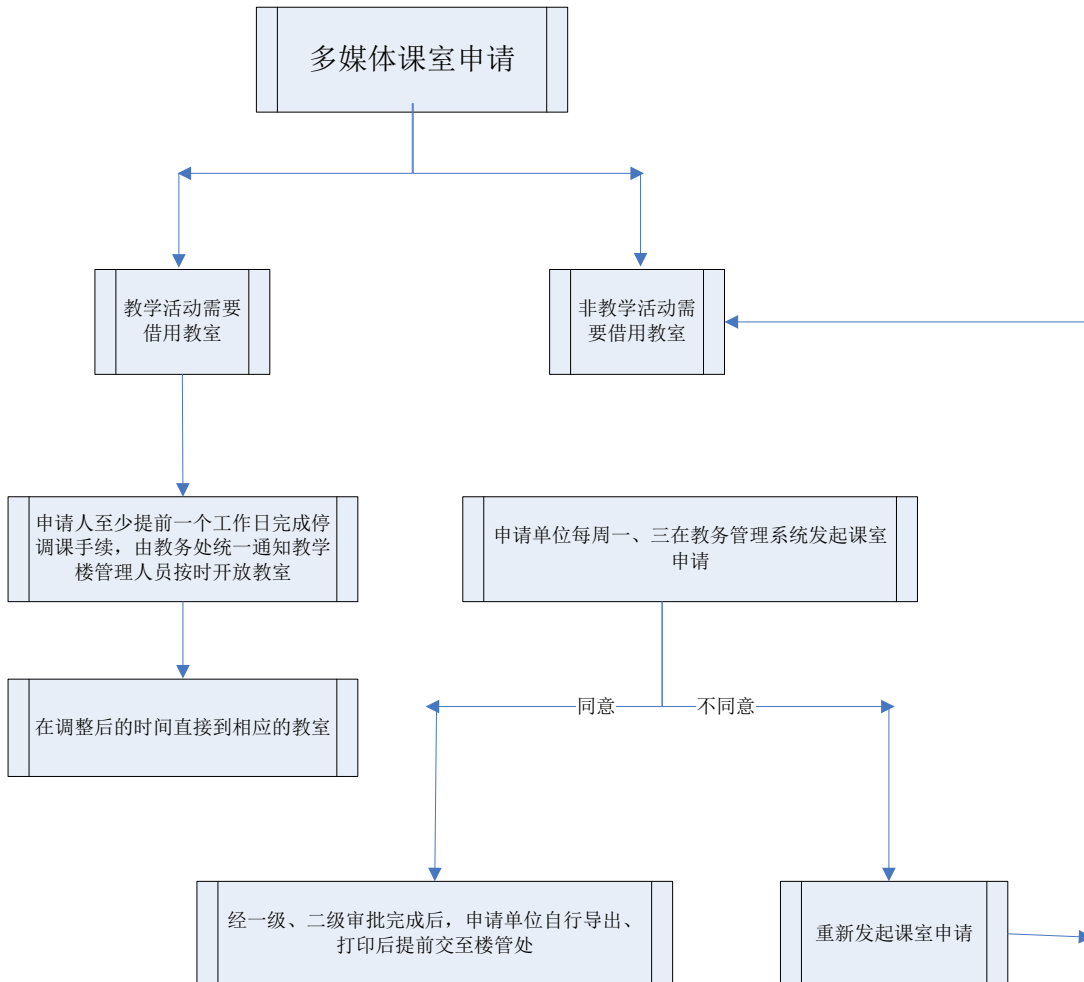 多媒体课室申请
教学活动需要
借用教室
非教学活动需
要借用教室
申请人至少提前一个工作日完成停
调课手续，由教务处统一通知教学
楼管理人员按时开放教室
申请单位每周一、三在教务管理系统发起课室
申请
在调整后的时间直接到相应的教室
同意
不同意
经一级、二级审批完成后，申请单位自行导出、
打印后提前交至楼管处
重新发起课室申请